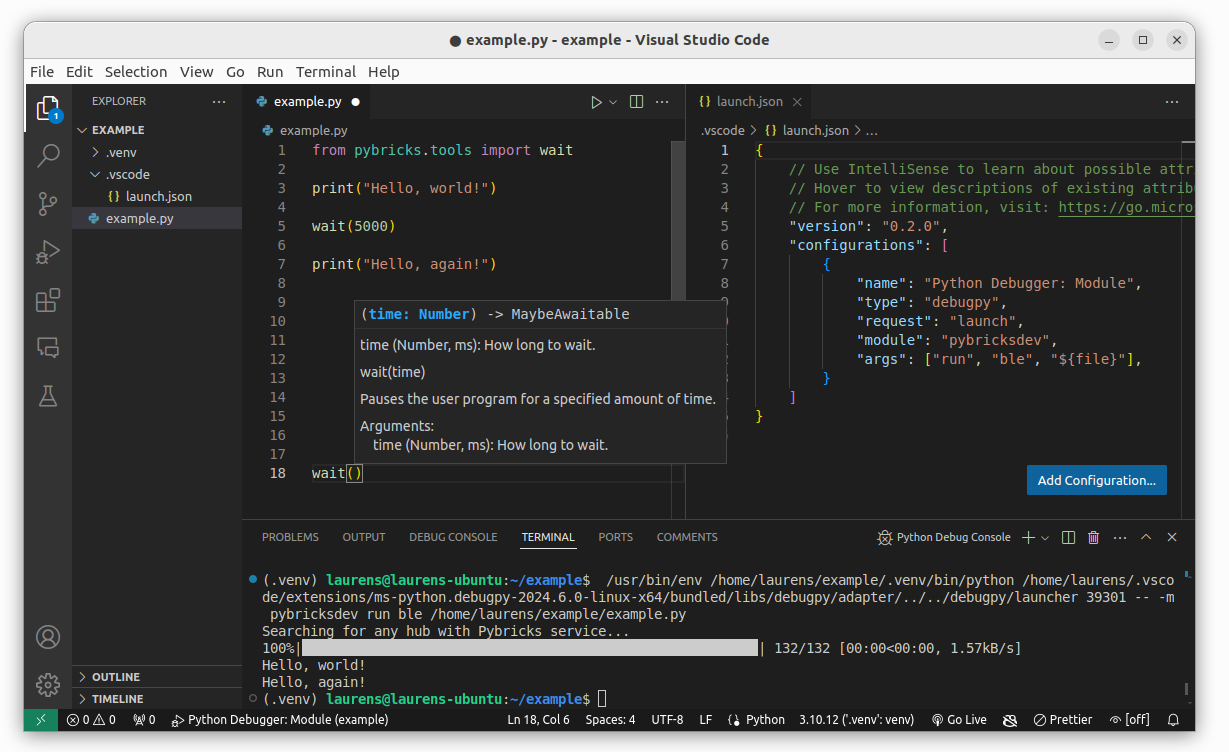 ● example.py - example - Visual Studio Code
File Edit Selection View Go Run Terminal Help
EXPLORER
EXAMPLE
.venv
.vscode
launch.json
example.py
OUTLINE
TIMELINE
1
example.py ●
example.py
1 from pybricks.tools import wait
2
3 print("Hello, world!")
4
5 wait(5000)
6
7 print("Hello, again!")
8
9
10
11
12
13
14
15
16
17
18 wait()
(time: Number) -> MaybeAwaitable
time (Number, ms): How long to wait.
wait(time)
Pauses the user program for a specified amount of time.
Arguments:
time (Number, ms): How long to wait.
{} launch.json
.vscode > {} launch.json > ...
1 {
2 // Use IntelliSense to learn about possible attr
3 // Hover to view descriptions of existing attribu
4 // For more information, visit: https://go.micro
5 "version": "0.2.0",
6 "configurations": [
7 {
8 "name": "Python Debugger: Module",
"type": "debugpy",
"request": "launch",
"module": "pybricksdev",
"args": ["run", "ble", "${file}"],
}
]
}
Add Configuration...
PROBLEMS OUTPUT DEBUG CONSOLE TERMINAL PORTS COMMENTS
Python Debug Console
(.venv) laurens@laurens-ubuntu:~/example$ /usr/bin/env /home/laurens/example/.venv/bin/python /home/laurens/.vsco
de/extensions/ms-python.debugpy-2024.6.0-linux-x64/bundled/libs/debugpy/adapter/../../debugpy/launcher 39301 -- -m
pybricksdev run ble /home/laurens/example/example.py
Searching for any hub with Pybricks service...
100%| | 132/132 [00:00<00:00, 1.57kB/s]
Hello, world!
Hello, again!
(.venv) laurens@laurens-ubuntu:~/example$
0 0 0 Python Debugger: Module (example) Ln 18, Col 6 Spaces: 4 UTF-8 LF Python 3.10.12 ('.venv': venv) Go Live Prettier [off]